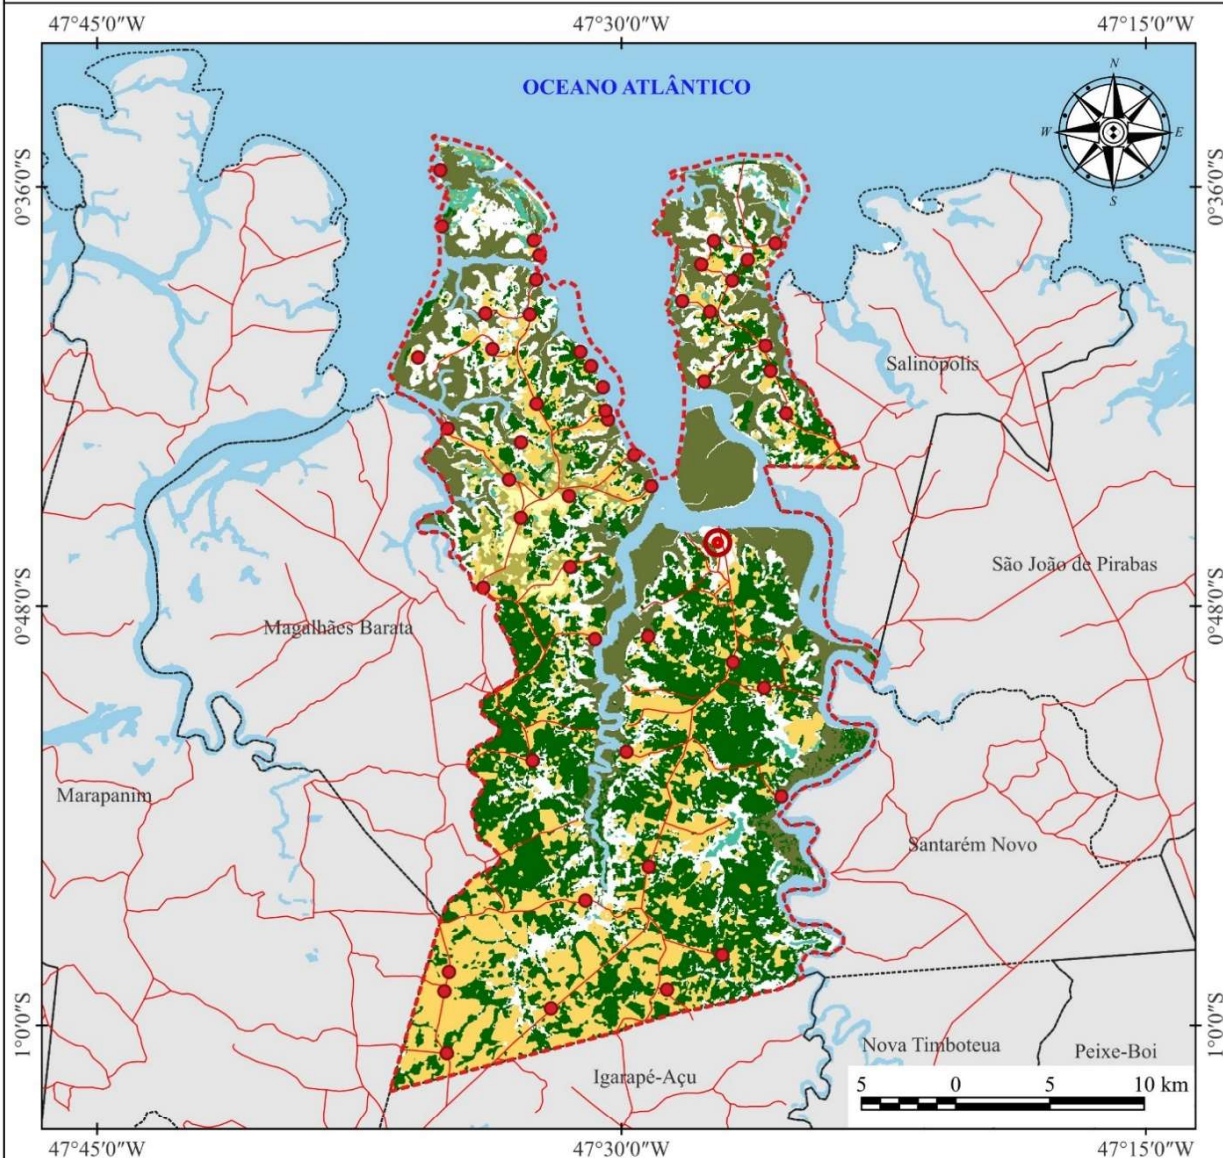 47°45'0"W 47°30'0"W 47°15'0"W
OCEANO ATLÂNTICO
N
W E
S
0°36'0"S 0°36'0"S
Salinópolis
São João de Pirabas
0°48'0"S 0°48'0"S
Magalhães Barata
Marapanim
Santarém Novo
1°0'0"S 1°0'0"S
Nova Timboteua Peixe-Boi
Igarapé-Açu
5 0 5 10 km
47°45'0"W 47°30'0"W 47°15'0"W